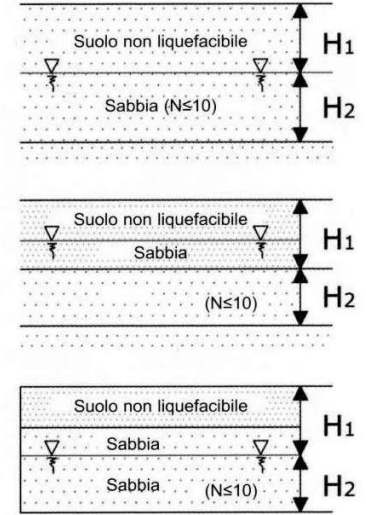 Suolo non liquefacibile
H1
Sabbia (N≤10)
H2
Suolo non liquefacibile
H1
Sabbia
(N≤10)
H2
Suolo non liquefacibile
H1
Sabbia
Sabbia (N≤10)
H2